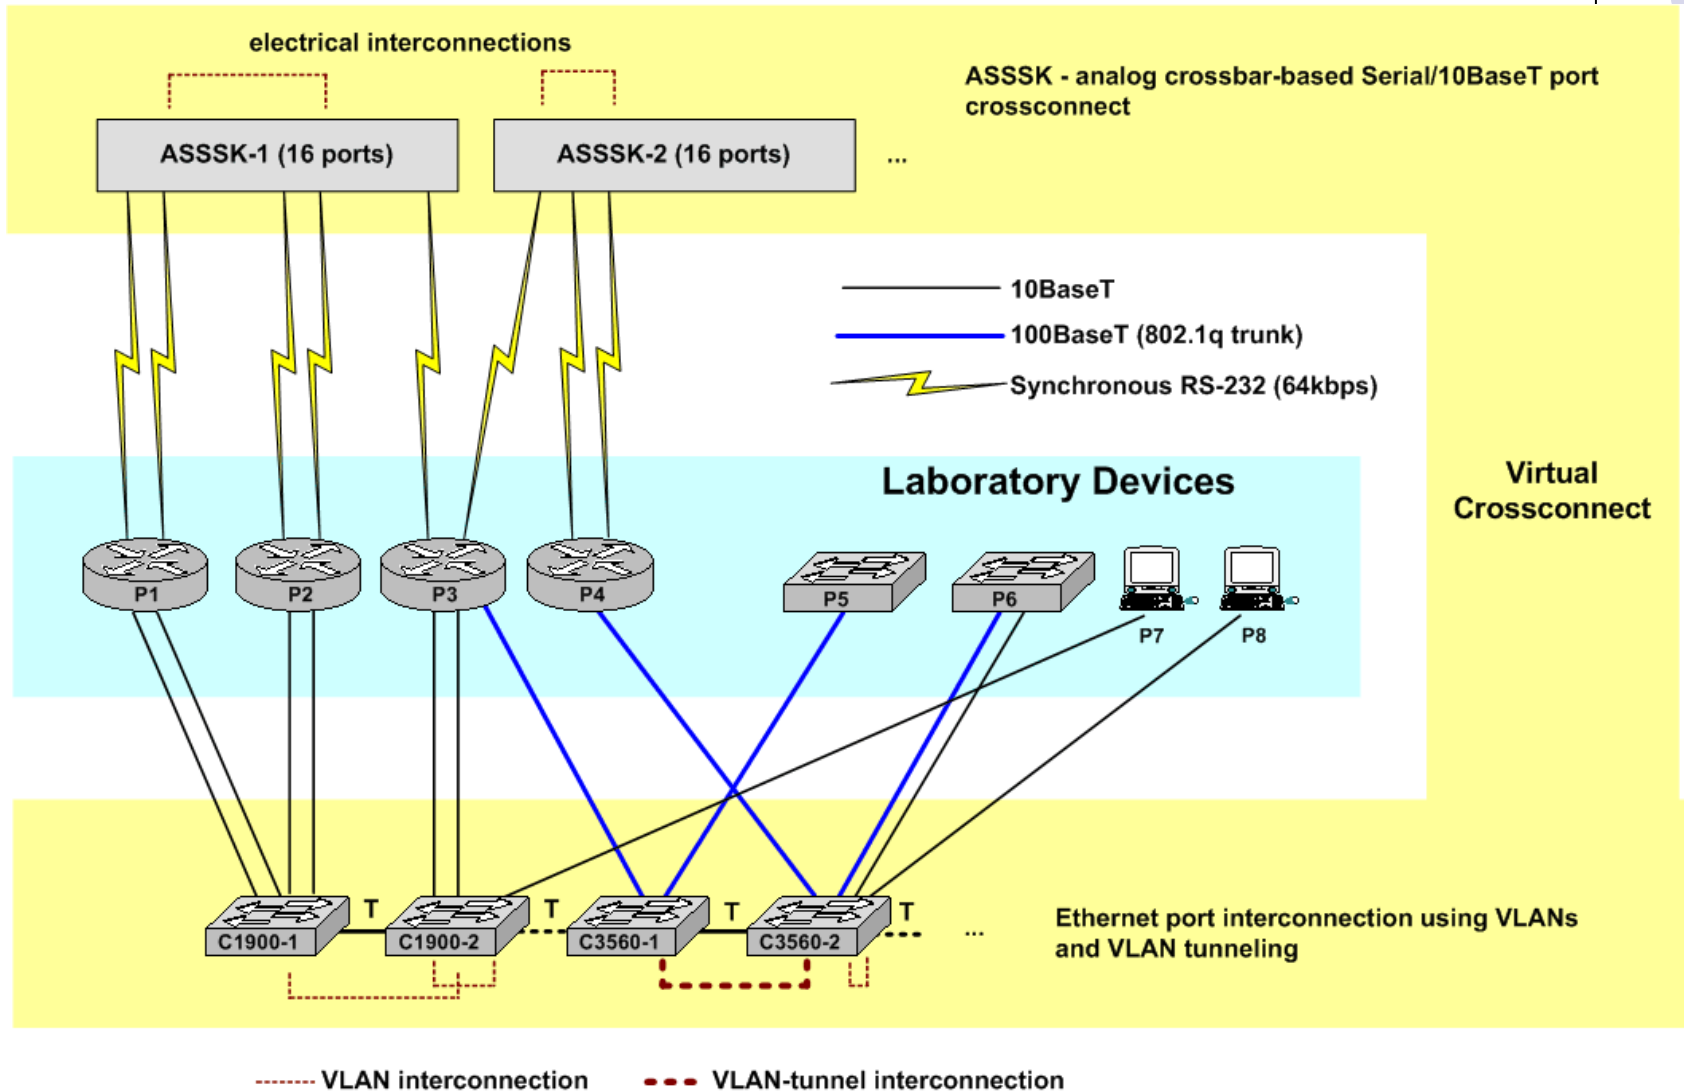 electrical interconnections
ASSSK - analog crossbar-based Serial/10BaseT port
crossconnect
ASSSK-1 (16 ports)
ASSSK-2 (16 ports)
...
10BaseT
100BaseT (802.1q trunk)
Synchronous RS-232 (64kbps)
Laboratory Devices
Virtual
Crossconnect
P1
P2
P3
P4
P5
P6
P7
P8
T
T
T
T
C1900-1
C1900-2
C3560-1
C3560-2
...
Ethernet port interconnection using VLANs
and VLAN tunneling
VLAN interconnection
VLAN-tunnel interconnection